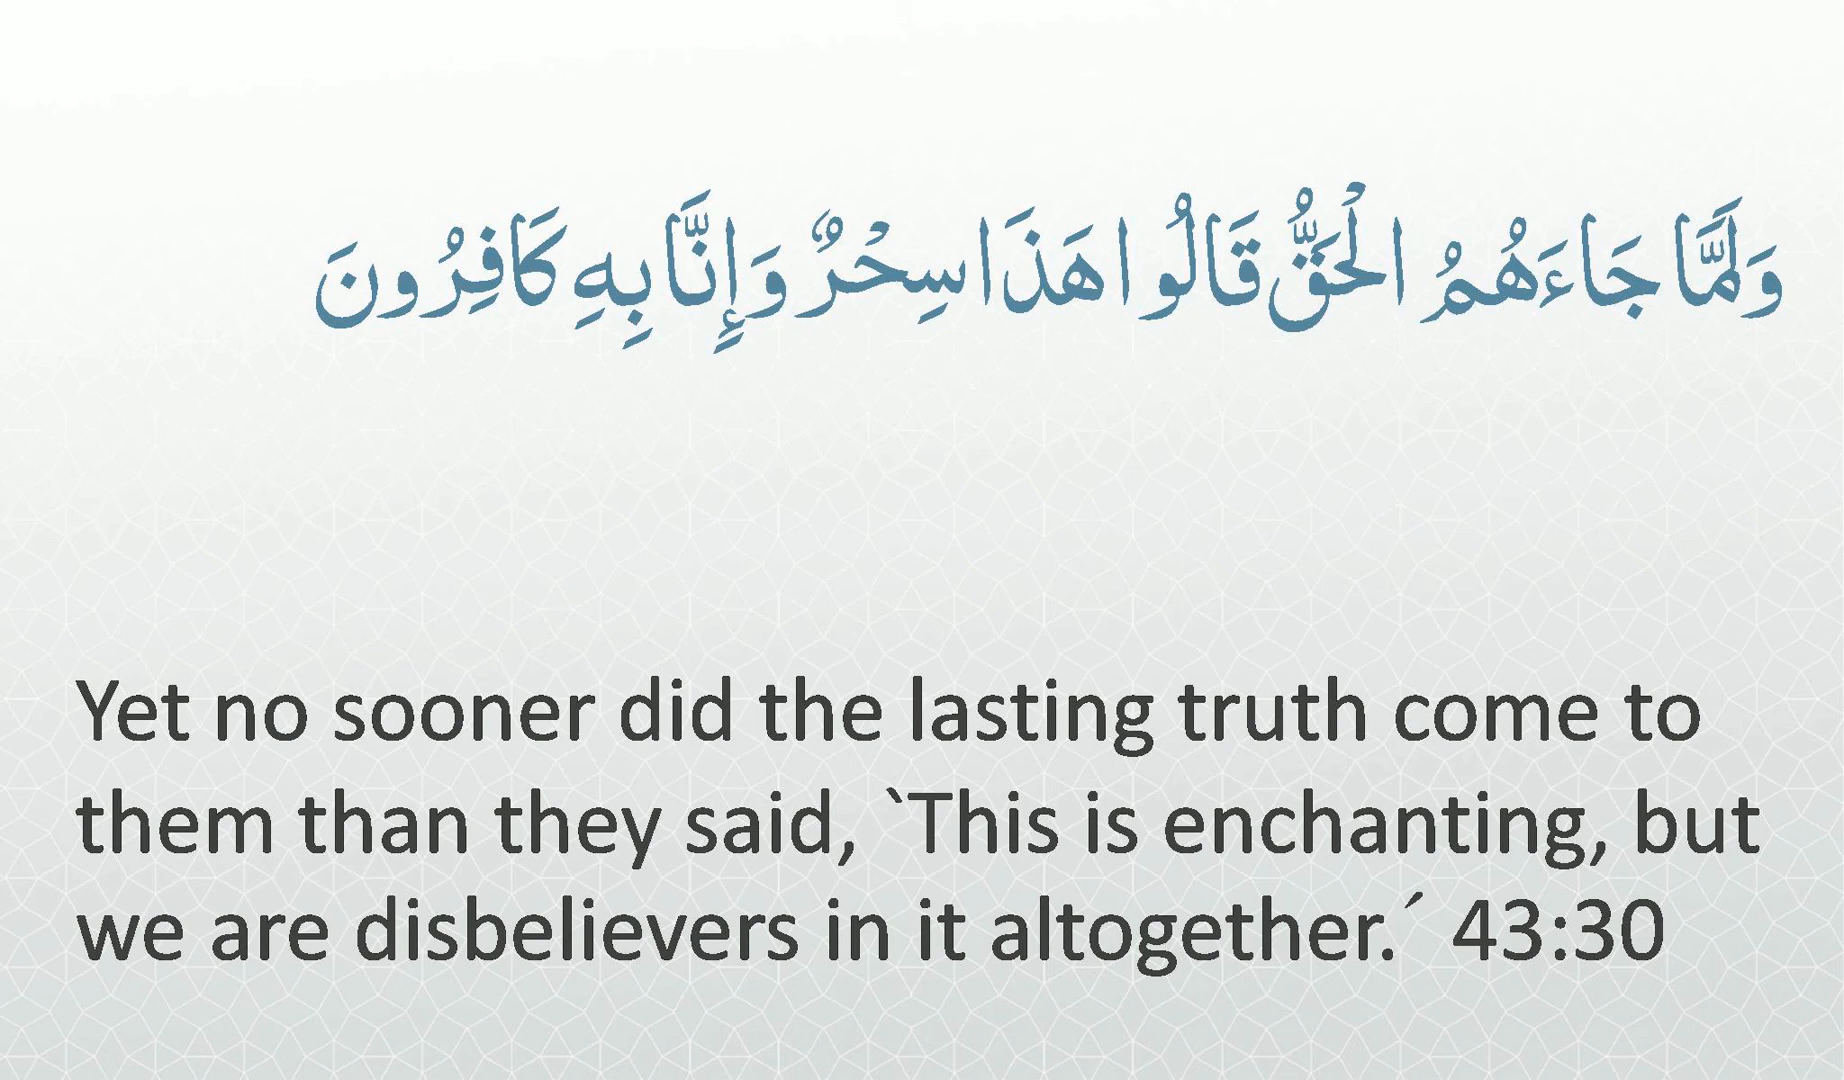 وَلَمَّا جَاءَهُمُ الْحَقُّ قَالُوا هَذَا سِحْرٌ وَإِنَّا بِهِ كَافِرُونَ
Yet no sooner did the lasting truth come to
them than they said, `This is enchanting, but
we are disbelievers in it altogether.´ 43:30